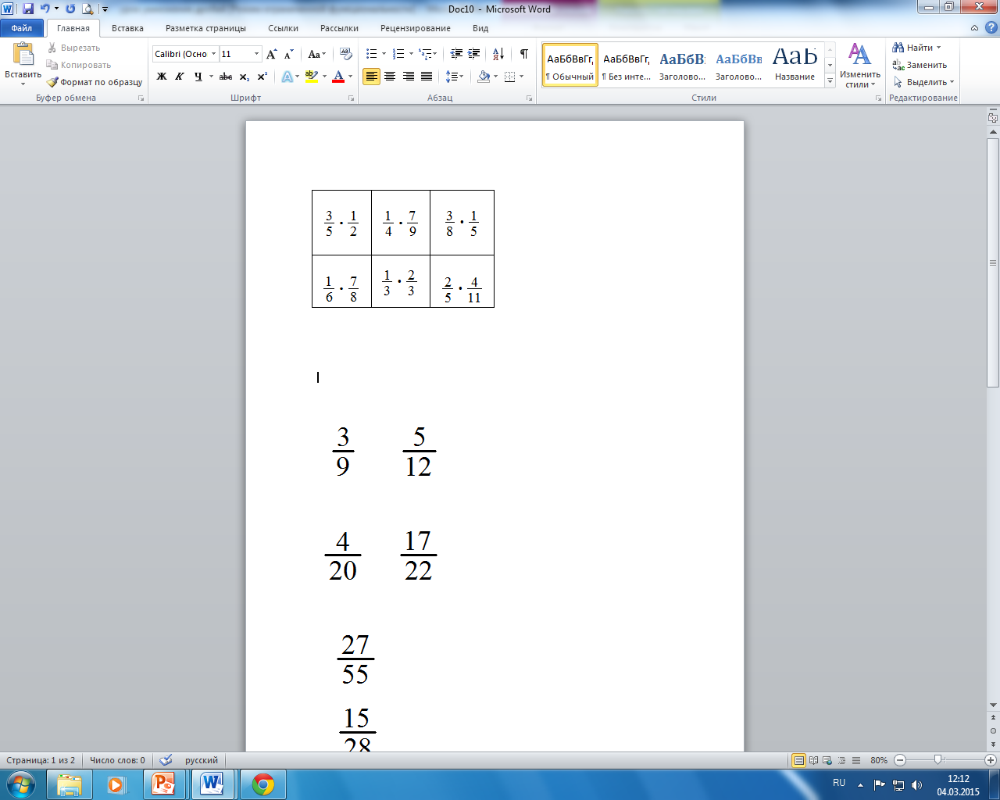 Doc10 - Microsoft Word
Файл Главная Вставка Разметка страницы Ссылки Рассылки Рецензирование Вид
Вставить
Вырезать
Копировать
Формат по образцу
Буфер обмена
Calibri (Осно 11
Ж К Ч abc x₂ x²
Шрифт
Абзац
АаБбВвГг, АаБбВвГг, АаБбВ АаБбВв АаБ
¶ Обычный ¶ Без инте... Заголово... Заголово... Название
Стили
Изменить стили
Найти
Заменить
Выделить
Редактирование
3/5 · 1/2 1/4 · 7/9 3/8 · 1/5
1/6 · 7/8 1/3 · 2/3 2/5 · 4/11
3/9 5/12
4/20 17/22
27/55
15/28
Страница: 1 из 2 Число слов: 0 русский 80%
RU 12:12
04.03.2015